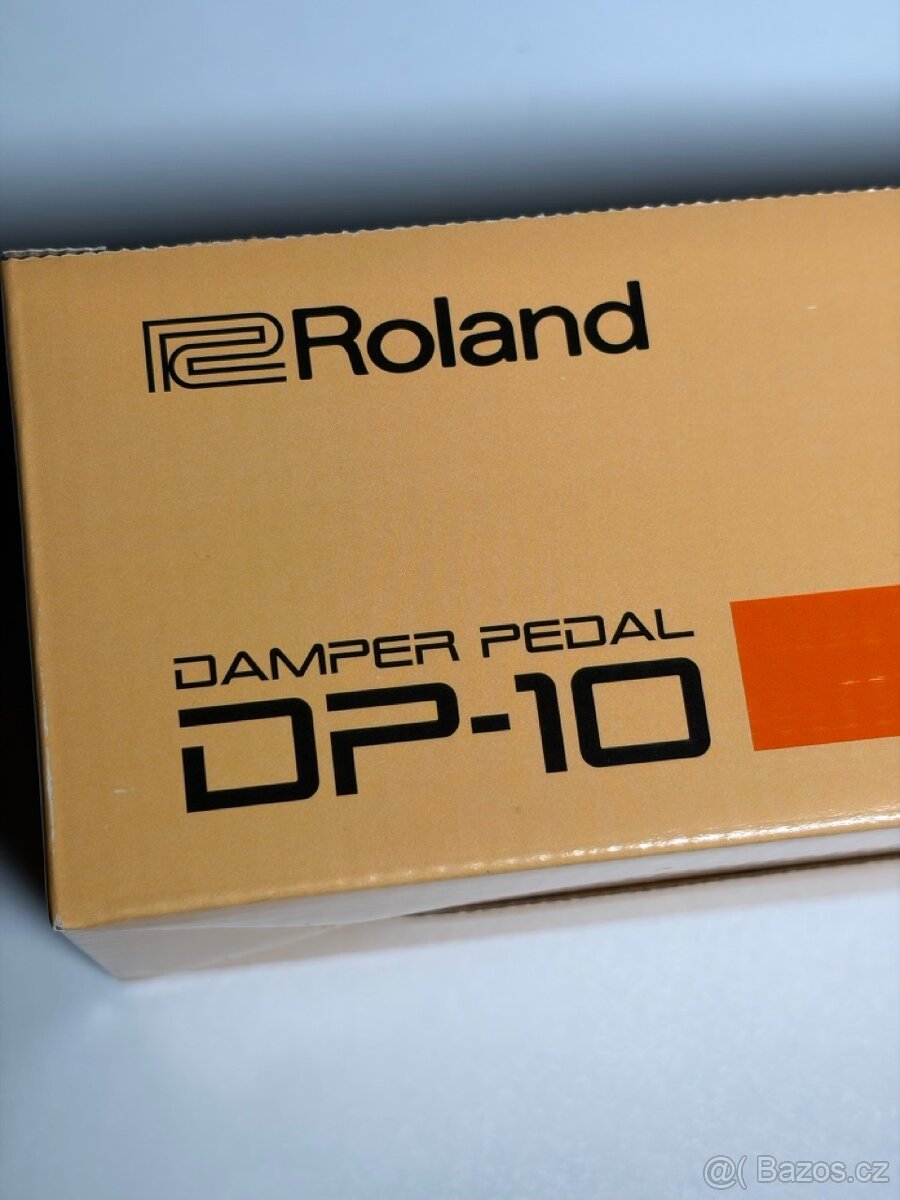 Roland
DAMPER PEDAL
DP-10
@( Bazos.cz